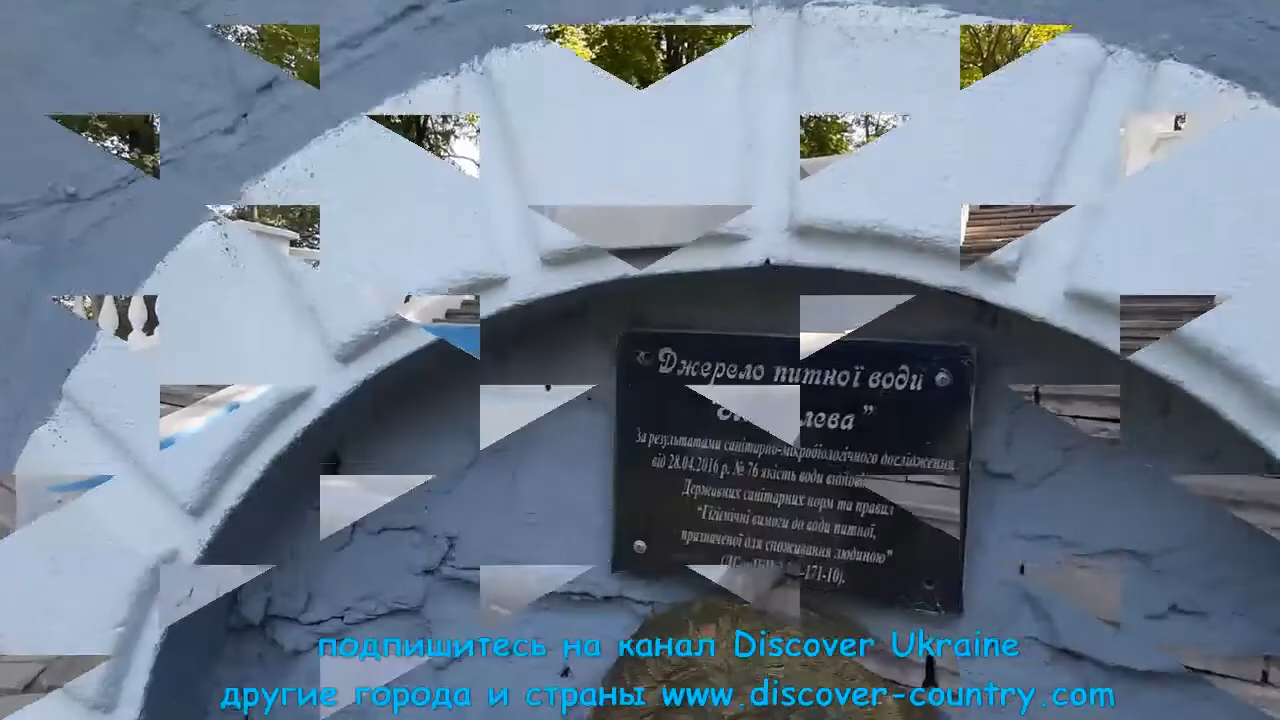 Джерело питної води
лева”
За результатами санітарно-мікробіологічного дослідження
від 28.04.2016 р. № 76 якість води
Державних санітарних норм та правил
“Гігієнічні вимоги до води питної,
призначеної для споживання людиною”
-171-10).
подпишитесь на канал Discover Ukraine
другие города и страны www.discover-country.com